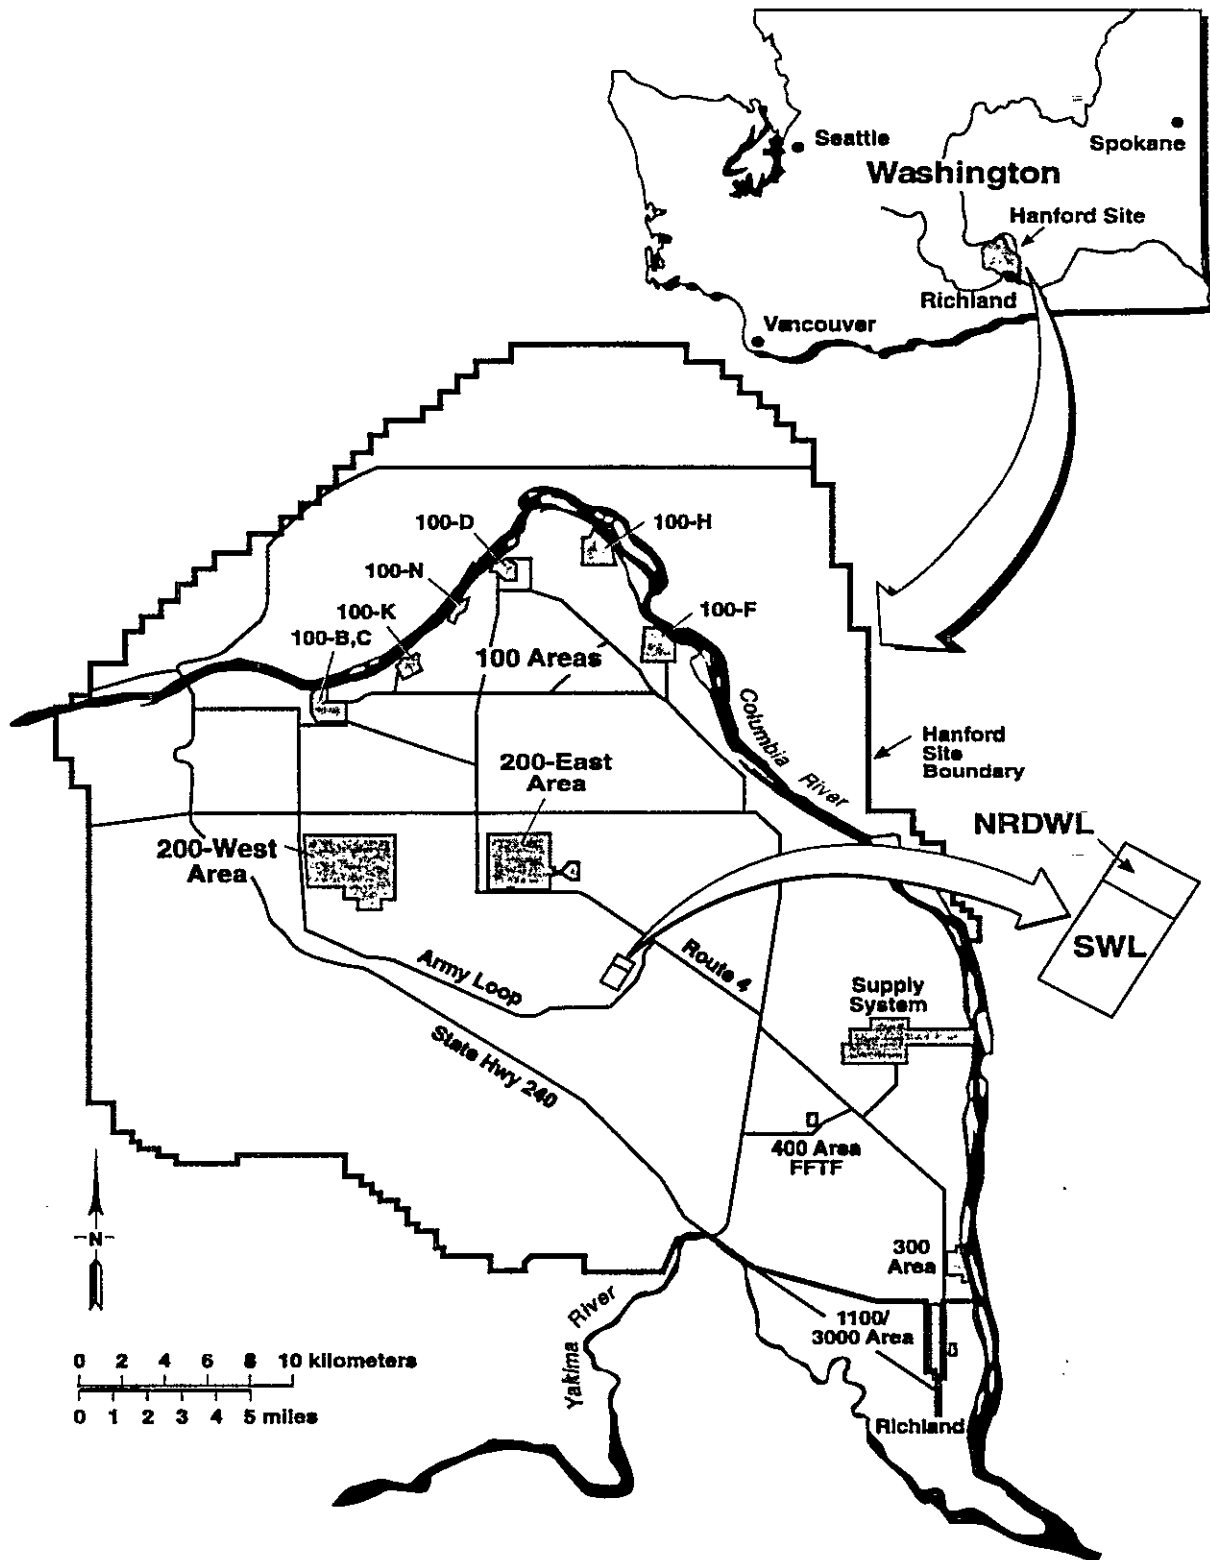 Seattle
Spokane
Washington
Hanford Site
Richland
Vancouver
100-D
100-H
100-N
100-K
100-F
100-B,C
100 Areas
Columbia River
Hanford
Site
Boundary
200-East
Area
NRDWL
200-West
Area
SWL
Army Loop
Route 4
Supply
System
State Hwy 240
400 Area
FFTF
N
300
Area
Yakima River
1100/
3000 Area
0 2 4 6 8 10 kilometers
0 1 2 3 4 5 miles
Richland